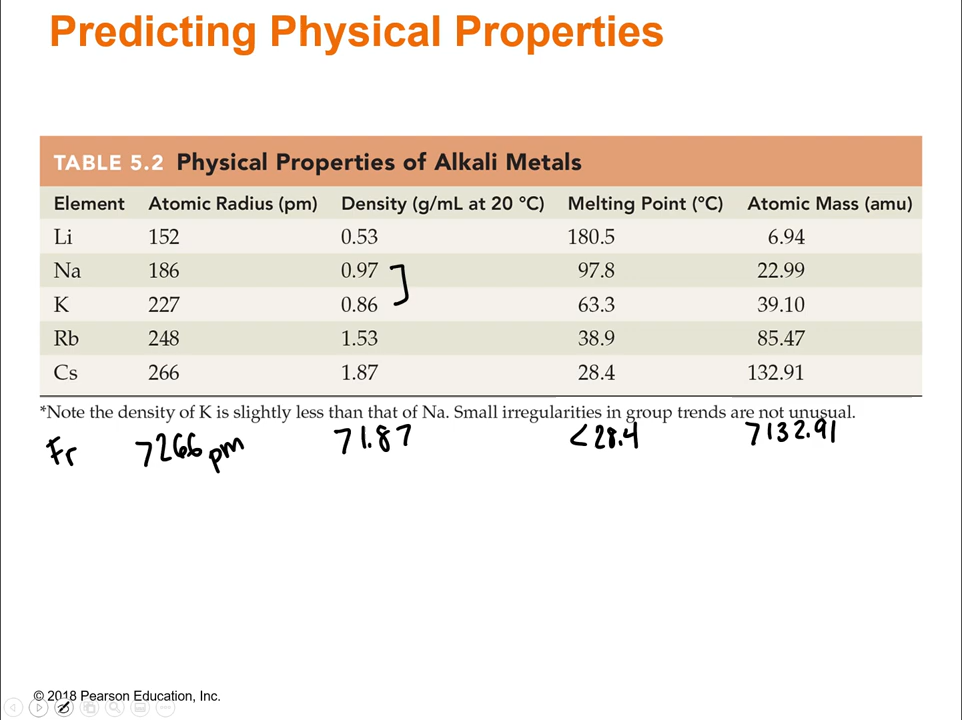 Predicting Physical Properties
TABLE 5.2 Physical Properties of Alkali Metals
Element Atomic Radius (pm) Density (g/mL at 20 °C) Melting Point (°C) Atomic Mass (amu)
Li 152 0.53 180.5 6.94
Na 186 0.97 97.8 22.99
K 227 0.86 63.3 39.10
Rb 248 1.53 38.9 85.47
Cs 266 1.87 28.4 132.91
*Note the density of K is slightly less than that of Na. Small irregularities in group trends are not unusual.
Fr >266 pm >1.87 <28.4 >132.91
© 2018 Pearson Education, Inc.